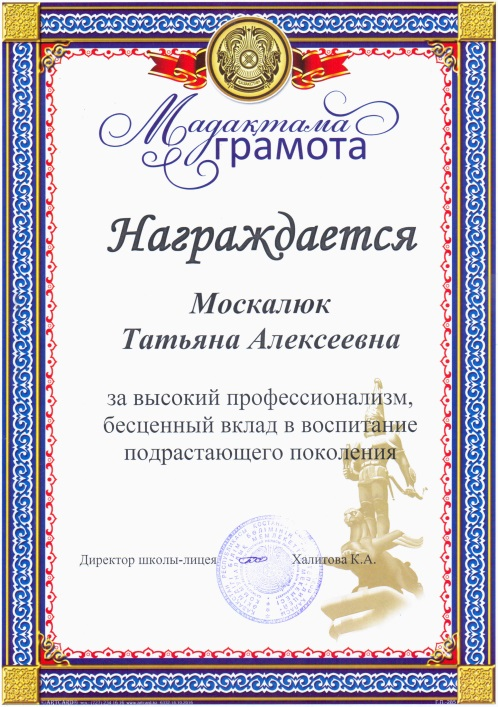 Мадақтама
грамота
Награждается
Москалюк
Татьяна Алексеевна
за высокий профессионализм,
бесценный вклад в воспитание
подрастающего поколения
Директор школы-лицея Халитова К.А.